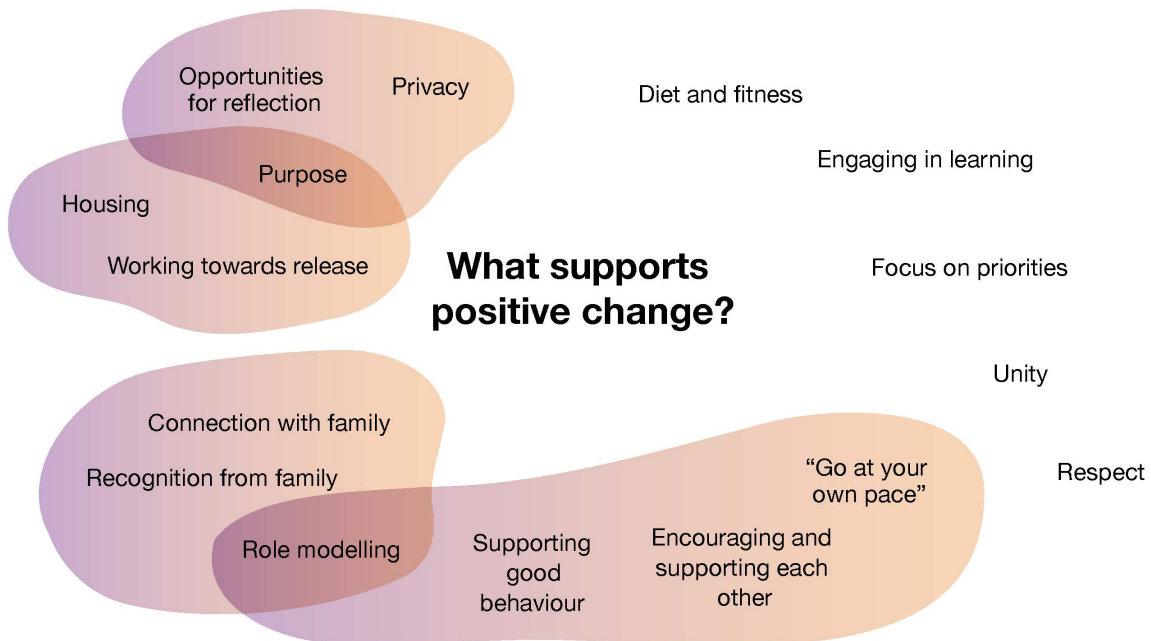 Opportunities
for reflection
Privacy
Diet and fitness
Engaging in learning
Purpose
Housing
Working towards release
What supports
positive change?
Focus on priorities
Unity
Connection with family
Recognition from family
Role modelling
Supporting
good
behaviour
Encouraging and
supporting each
other
“Go at your
own pace”
Respect